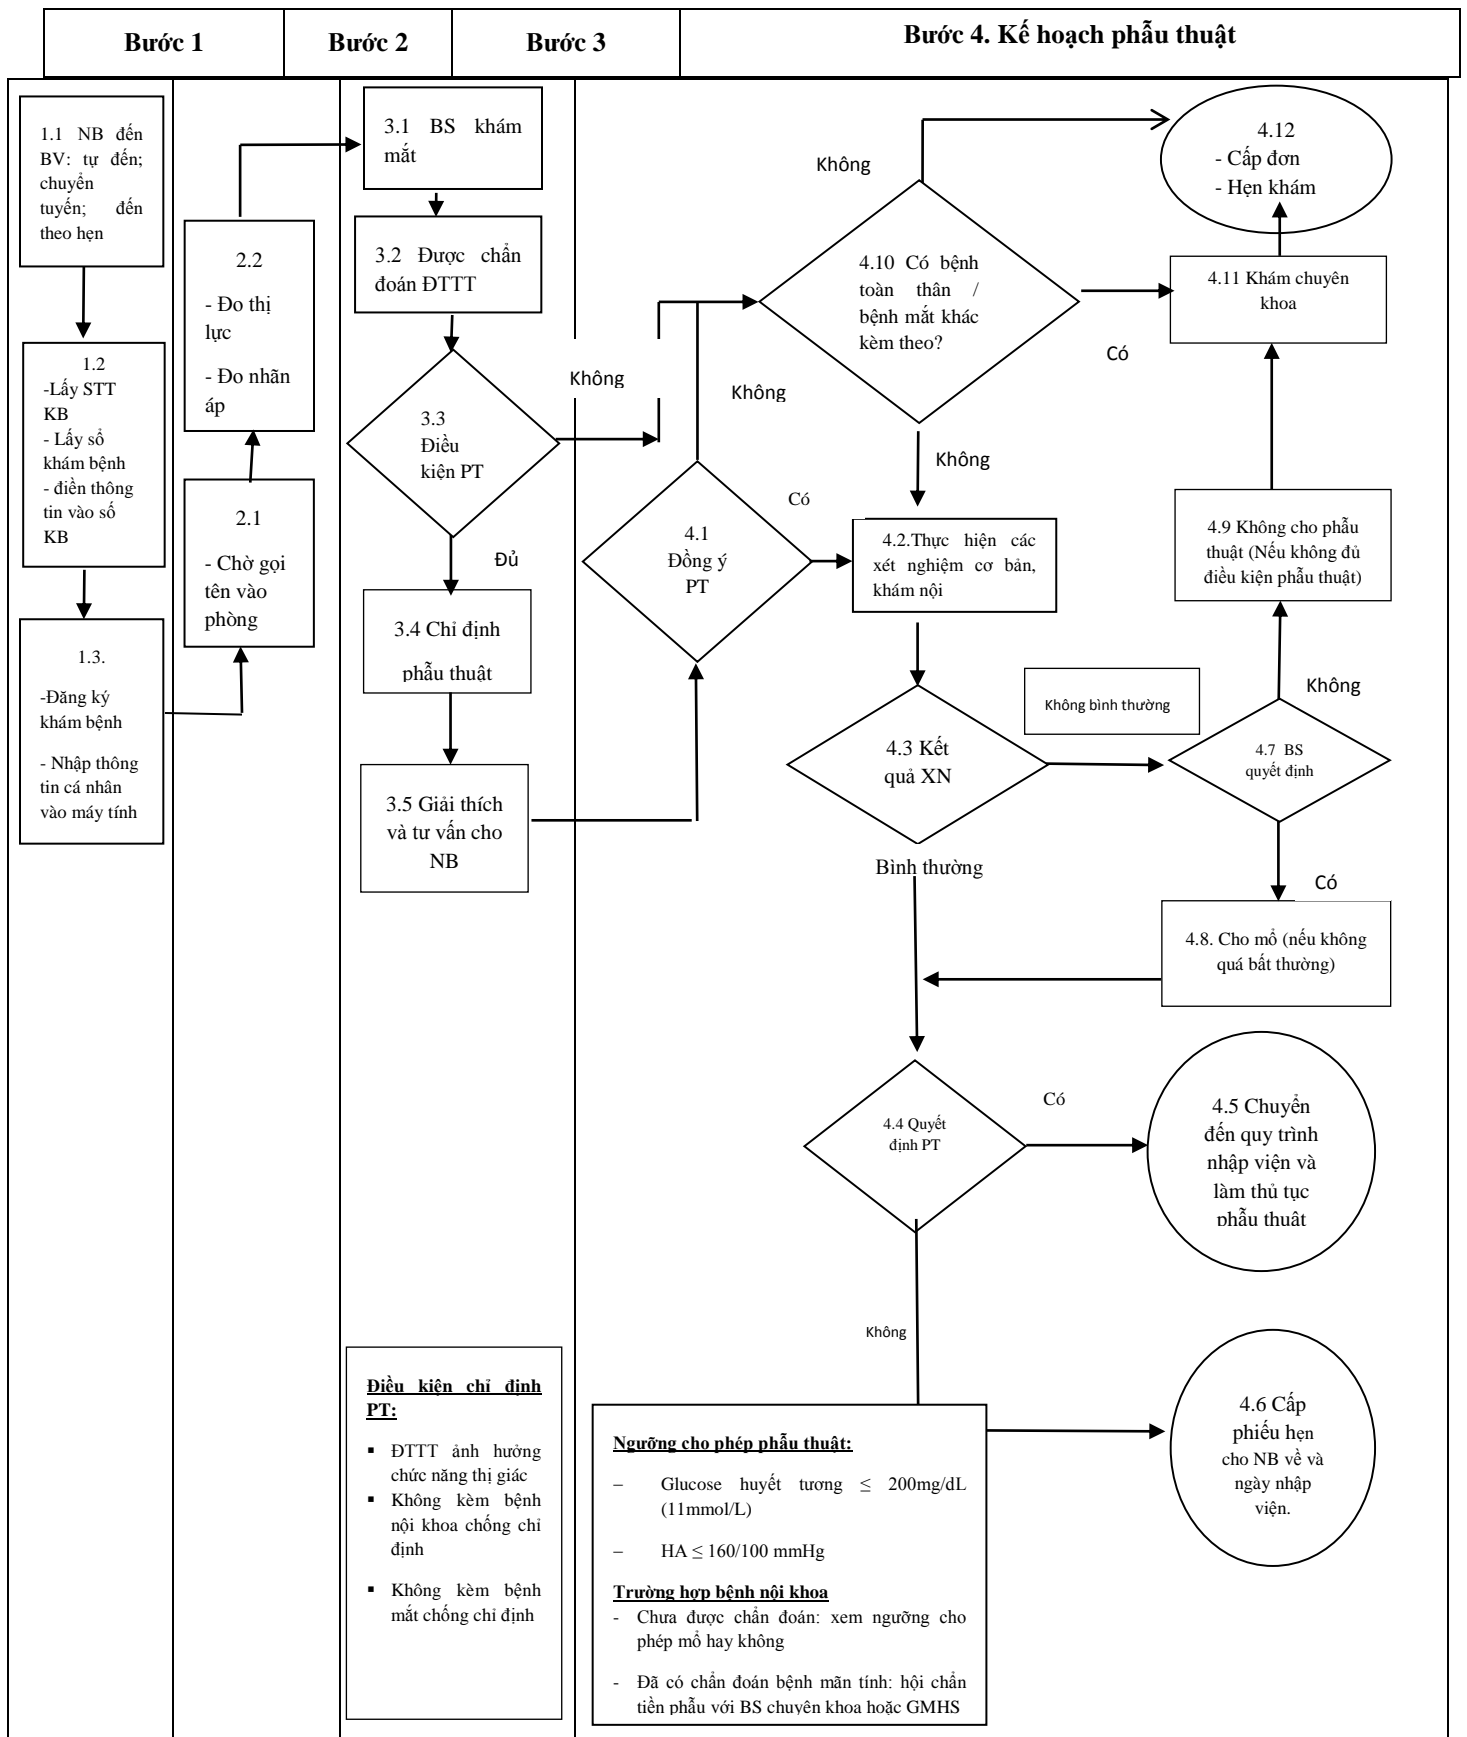 Bước 1
Bước 2
Bước 3
Bước 4. Kế hoạch phẫu thuật
1.1 NB đến
BV: tự đến;
chuyển
tuyến; đến
theo hẹn
1.2
-Lấy STT
KB
- Lấy sổ
khám bệnh
- điền thông
tin vào số
KB
1.3.
-Đăng ký
khám bệnh
- Nhập thông
tin cá nhân
vào máy tính
2.2
- Đo thị
lực
- Đo nhãn
áp
2.1
- Chờ gọi
tên vào
phòng
3.1 BS khám
mắt
3.2 Được chẩn
đoán ĐTTT
3.3
Điều
kiện PT
Không
Đủ
3.4 Chỉ định
phẫu thuật
3.5 Giải thích
và tư vấn cho
NB
Điều kiện chỉ định
PT:
▪ ĐTTT ảnh hưởng
chức năng thị giác
▪ Không kèm bệnh
nội khoa chống chỉ
định
▪ Không kèm bệnh
mắt chống chỉ định
4.1
Đồng ý
PT
Không
Có
4.10 Có bệnh
toàn thân /
bệnh mắt khác
kèm theo?
Không
Có
Không
4.12
- Cấp đơn
- Hẹn khám
4.11 Khám chuyên
khoa
4.2.Thực hiện các
xét nghiệm cơ bản,
khám nội
4.9 Không cho phẫu
thuật (Nếu không đủ
điều kiện phẫu thuật)
4.3 Kết
quả XN
Không bình thường
Bình thường
4.7 BS
quyết định
Không
Có
4.8. Cho mổ (nếu không
quá bất thường)
4.4 Quyết
định PT
Có
Không
4.5 Chuyển
đến quy trình
nhập viện và
làm thủ tục
phẫu thuật
4.6 Cấp
phiếu hẹn
cho NB về và
ngày nhập
viện.
Ngưỡng cho phép phẫu thuật:
– Glucose huyết tương ≤ 200mg/dL
(11mmol/L)
– HA ≤ 160/100 mmHg
Trường hợp bệnh nội khoa
- Chưa được chẩn đoán: xem ngưỡng cho
phép mổ hay không
- Đã có chẩn đoán bệnh mãn tính: hội chẩn
tiền phẫu với BS chuyên khoa hoặc GMHS